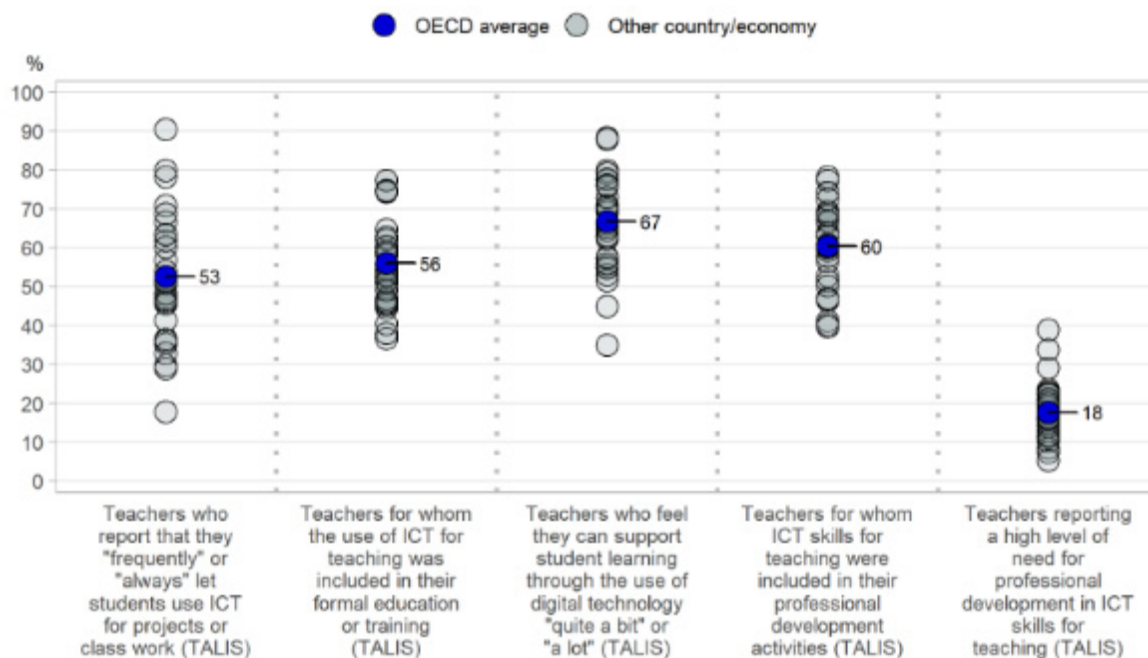 OECD average Other country/economy
%
100
90
80
70
60
50
40
30
20
10
0
53
56
67
60
18
Teachers who
report that they
"frequently" or
"always" let
students use ICT
for projects or
class work (TALIS)
Teachers for whom
the use of ICT for
teaching was
included in their
formal education
or training
(TALIS)
Teachers who feel
they can support
student learning
through the use of
digital technology
"quite a bit" or
"a lot" (TALIS)
Teachers for whom
ICT skills for
teaching were
included in their
professional
development
activities (TALIS)
Teachers reporting
a high level of
need for
professional
development in ICT
skills for
teaching (TALIS)